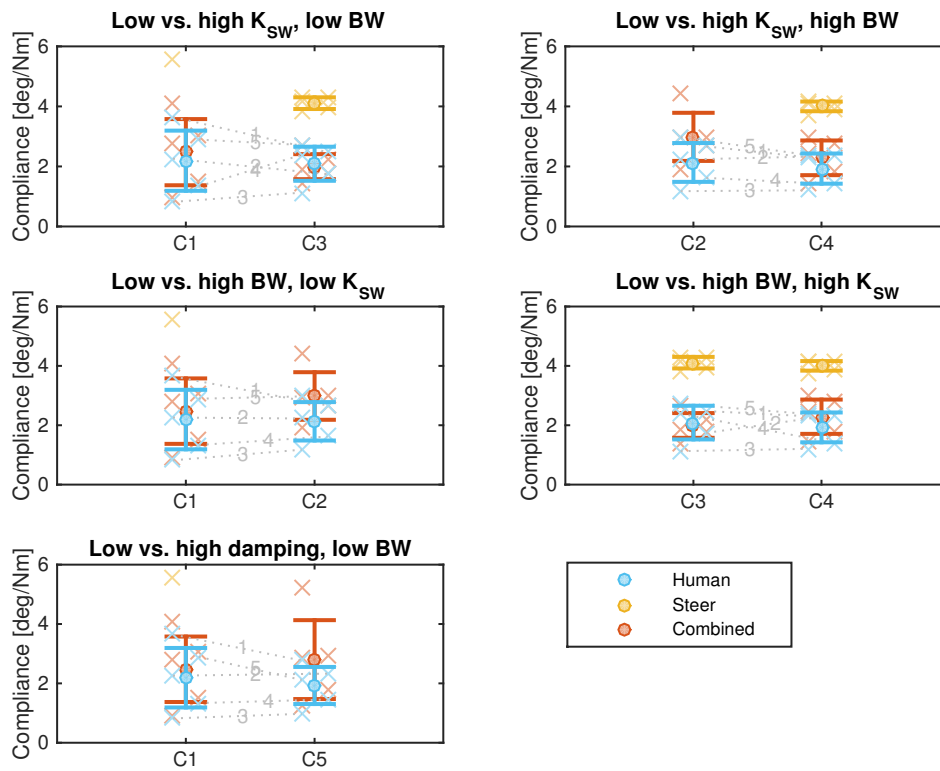 Low vs. high K_SW, low BW
Compliance [deg/Nm]
6
4
2
0
1
5
2
4
3
C1 C3
Low vs. high K_SW, high BW
Compliance [deg/Nm]
6
4
2
0
5
1
2
4
3
C2 C4
Low vs. high BW, low K_SW
Compliance [deg/Nm]
6
4
2
0
1
5
2
4
3
C1 C2
Low vs. high BW, high K_SW
Compliance [deg/Nm]
6
4
2
0
5
1
2
4
3
C3 C4
Low vs. high damping, low BW
Compliance [deg/Nm]
6
4
2
0
1
5
2
4
3
C1 C5
Human
Steer
Combined